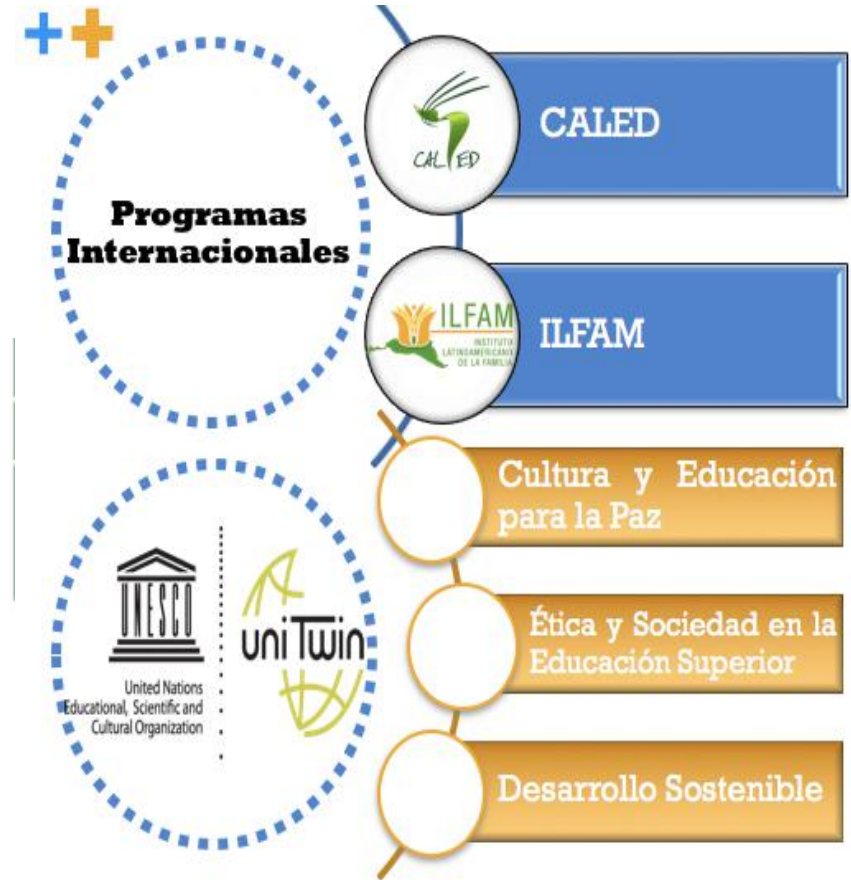 Programas
Internacionales
CALED
CALED
ILFAM
INSTITUTO
LATINOAMERICANO
DE LA FAMILIA
ILFAM
UNESCO
United Nations
Educational, Scientific and
Cultural Organization
uniTwin
Cultura y Educación
para la Paz
Ética y Sociedad en la
Educación Superior
Desarrollo Sostenible